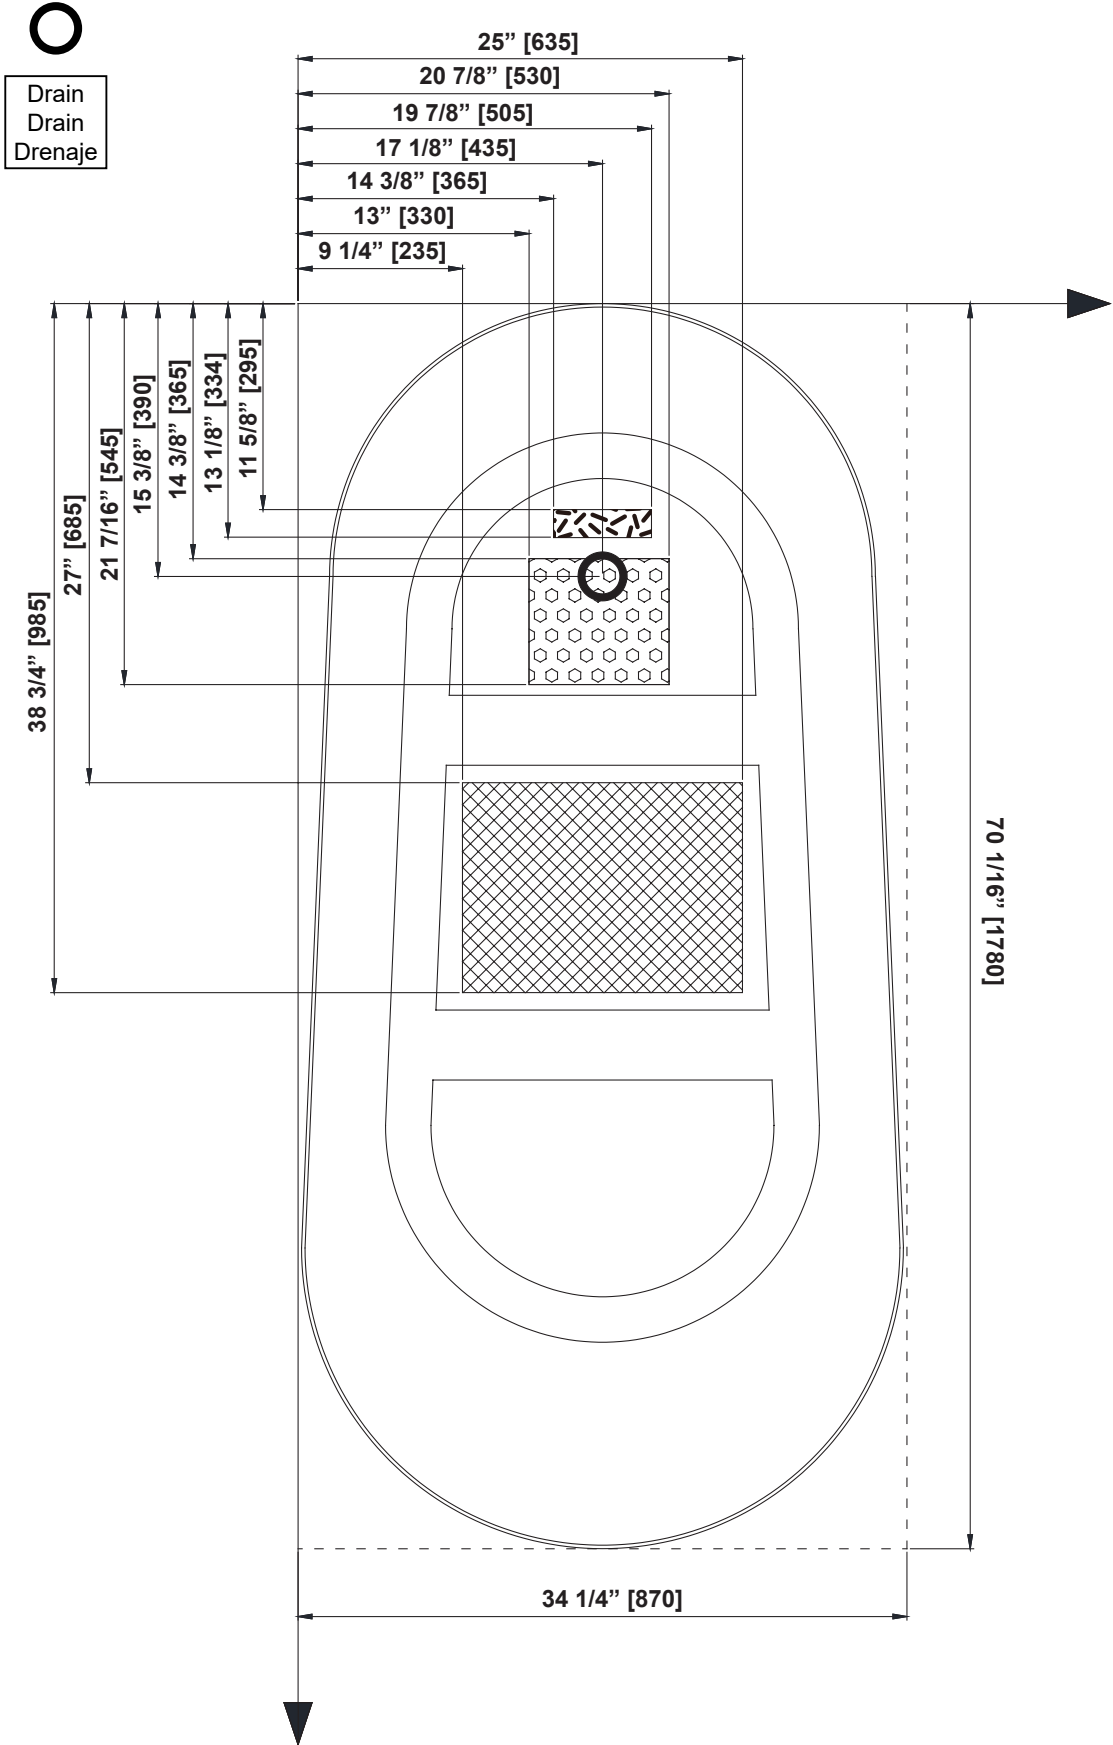 Drain
Drain
Drenaje
25” [635]
20 7/8” [530]
19 7/8” [505]
17 1/8” [435]
14 3/8” [365]
13” [330]
9 1/4” [235]
38 3/4” [985]
27” [685]
21 7/16” [545]
15 3/8” [390]
14 3/8” [365]
13 1/8” [334]
11 5/8” [295]
70 1/16” [1780]
34 1/4” [870]